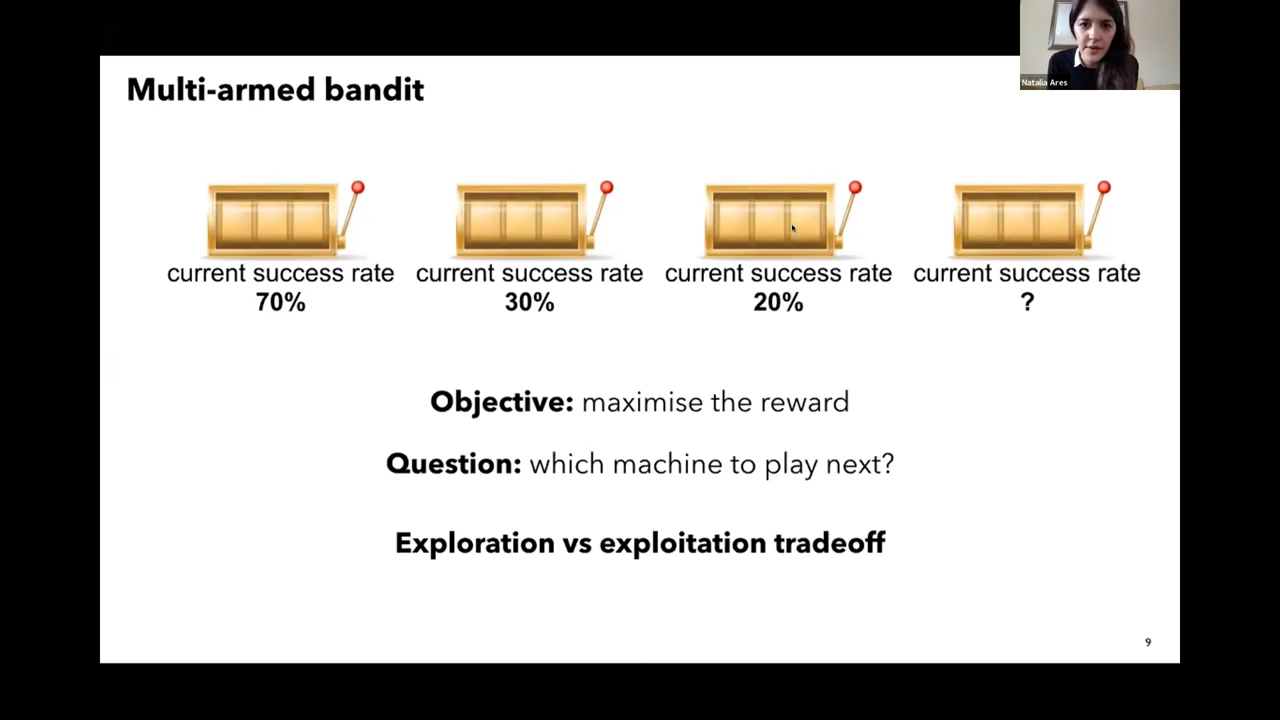 Natalia Ares
Multi-armed bandit
current success rate
70%
current success rate
30%
current success rate
20%
current success rate
?
Objective: maximise the reward
Question: which machine to play next?
Exploration vs exploitation tradeoff
9